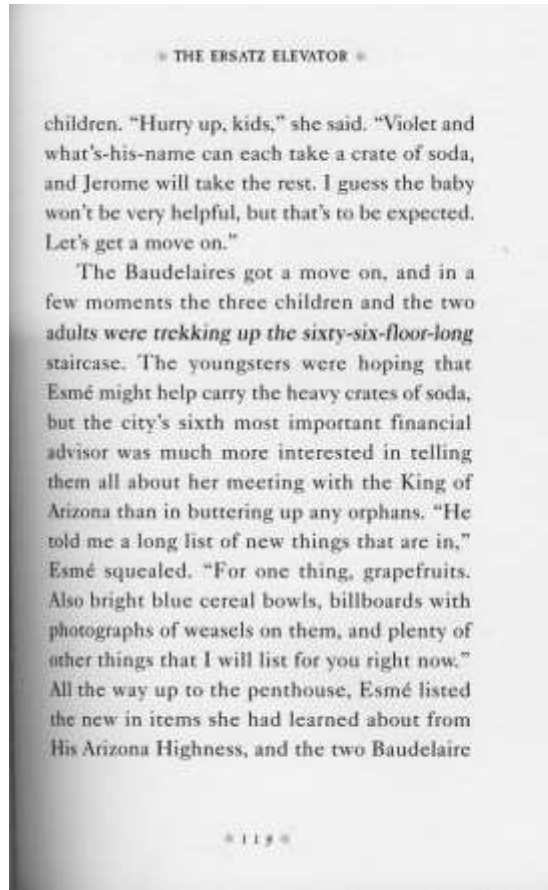 THE ERSATZ ELEVATOR
children. “Hurry up, kids,” she said. “Violet and
what’s-his-name can each take a crate of soda,
and Jerome will take the rest. I guess the baby
won’t be very helpful, but that’s to be expected.
Let’s get a move on.”
The Baudelaires got a move on, and in a
few moments the three children and the two
adults were trekking up the sixty-six-floor-long
staircase. The youngsters were hoping that
Esmé might help carry the heavy crates of soda,
but the city’s sixth most important financial
advisor was much more interested in telling
them all about her meeting with the King of
Arizona than in buttering up any orphans. “He
told me a long list of new things that are in,”
Esmé squealed. “For one thing, grapefruits.
Also bright blue cereal bowls, billboards with
photographs of weasels on them, and plenty of
other things that I will list for you right now.”
All the way up to the penthouse, Esmé listed
the new in items she had learned about from
His Arizona Highness, and the two Baudelaire
119